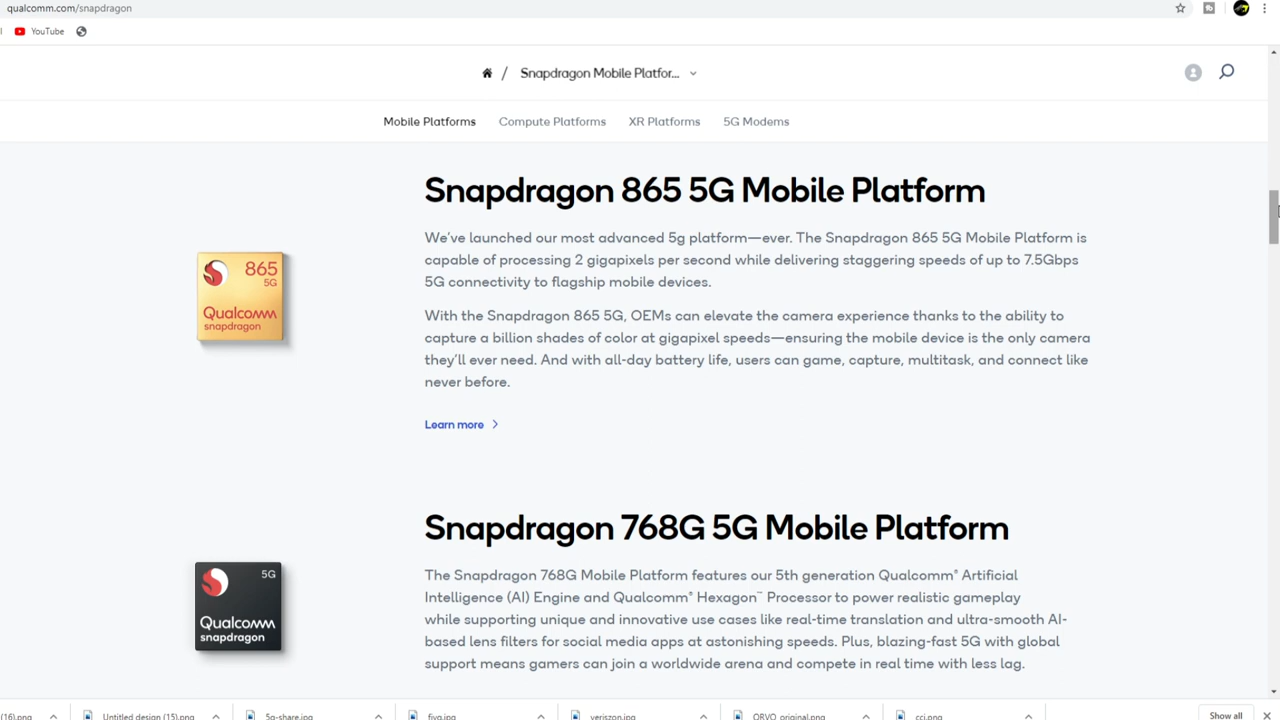 qualcomm.com/snapdragon
YouTube
/ Snapdragon Mobile Platfor...
Mobile Platforms Compute Platforms XR Platforms 5G Modems
Snapdragon 865 5G Mobile Platform
We've launched our most advanced 5g platform—ever. The Snapdragon 865 5G Mobile Platform is
capable of processing 2 gigapixels per second while delivering staggering speeds of up to 7.5Gbps
5G connectivity to flagship mobile devices.
865
5G
Qualcomm
snapdragon
With the Snapdragon 865 5G, OEMs can elevate the camera experience thanks to the ability to
capture a billion shades of color at gigapixel speeds—ensuring the mobile device is the only camera
they'll ever need. And with all-day battery life, users can game, capture, multitask, and connect like
never before.
Learn more
Snapdragon 768G 5G Mobile Platform
5G
Qualcomm
snapdragon
The Snapdragon 768G Mobile Platform features our 5th generation Qualcomm® Artificial
Intelligence (AI) Engine and Qualcomm® Hexagon™ Processor to power realistic gameplay
while supporting unique and innovative use cases like real-time translation and ultra-smooth AI-
based lens filters for social media apps at astonishing speeds. Plus, blazing-fast 5G with global
support means gamers can join a worldwide arena and compete in real time with less lag.
(16).png Untitled design (15).png 5g-share.jpg fivg.jpg veriszon.jpg QRVO_original.png cci.png Show all